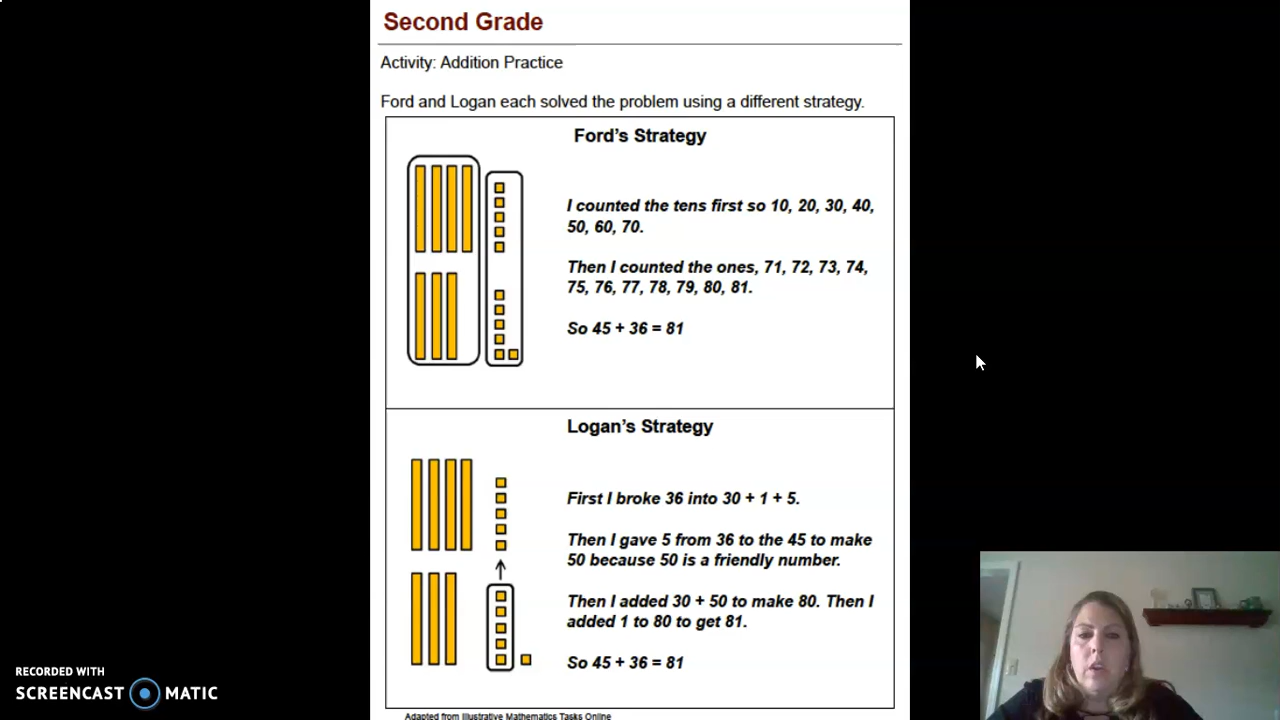 Second Grade
Activity: Addition Practice
Ford and Logan each solved the problem using a different strategy.
Ford's Strategy
I counted the tens first so 10, 20, 30, 40,
50, 60, 70.
Then I counted the ones, 71, 72, 73, 74,
75, 76, 77, 78, 79, 80, 81.
So 45 + 36 = 81
Logan's Strategy
First I broke 36 into 30 + 1 + 5.
Then I gave 5 from 36 to the 45 to make
50 because 50 is a friendly number.
Then I added 30 + 50 to make 80. Then I
added 1 to 80 to get 81.
So 45 + 36 = 81
Adapted from Illustrative Mathematics Tasks Online
RECORDED WITH
SCREENCAST MATIC